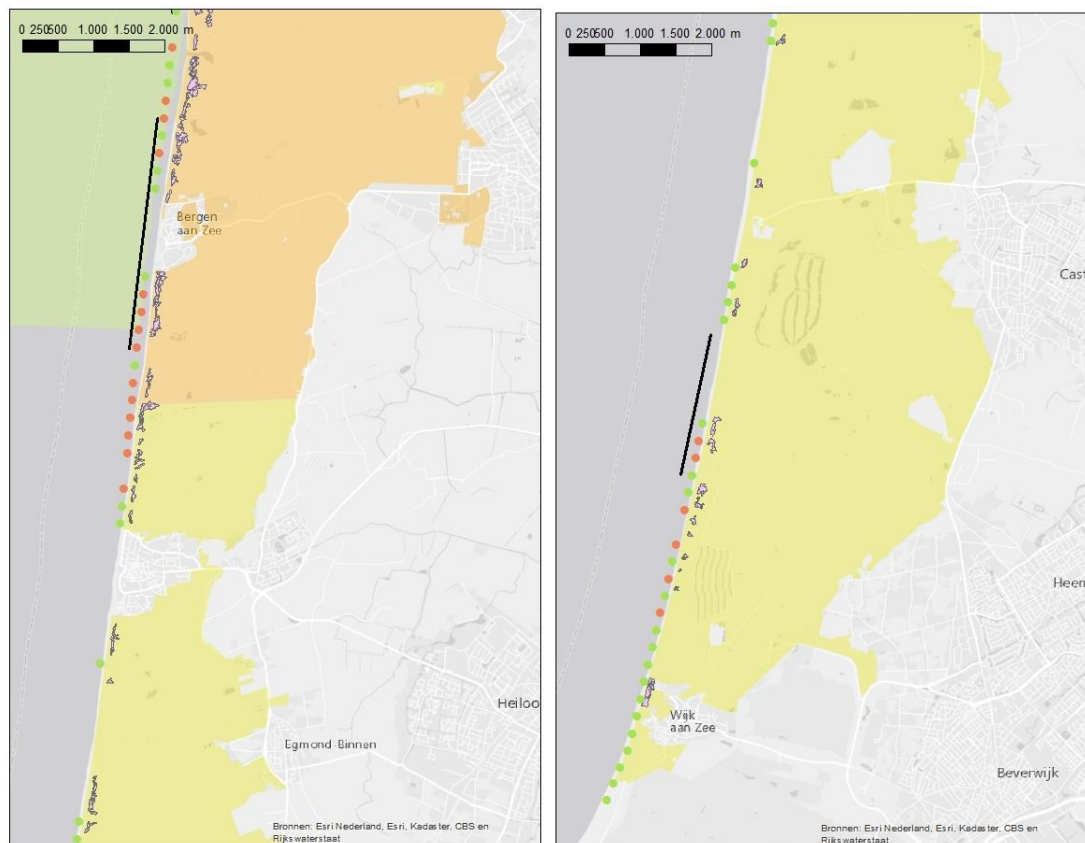 0 250500 1.000 1.500 2.000 m
Bergen
aan Zee
Heiloo
Egmond-Binnen
Bronnen: Esri Nederland, Esri, Kadaster, CBS en
Rijkswaterstaat
0 250500 1.000 1.500 2.000 m
Cast
Heem
Wijk
aan Zee
Beverwijk
Bronnen: Esri Nederland, Esri, Kadaster, CBS en
Rijkswaterstaat